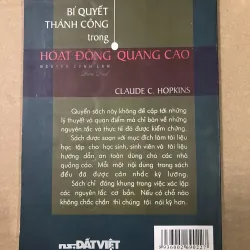 BÍ QUYẾT
THÀNH CÔNG
trong
HOẠT ĐỘNG QUẢNG CÁO
CLAUDE C. HOPKINS
Quyển sách này không đề cập tới những
lý thuyết và quan điểm mà chỉ bàn về những
nguyên tắc và thực tế đã được kiểm chứng.
Sách được soạn với mục đích làm tài liệu
học tập cho học sinh, sinh viên và tài liệu
hướng dẫn an toàn cho các nhà
quảng cáo. Mỗi một nội dung trong sách
đều đã được cân nhắc kỹ lưỡng.
Sách chỉ đóng khung trong việc xác lập
các nguyên tắc cơ bản. Nếu có chỗ nào
không chắc chắn thì chúng tôi nói kỹ hơn.
ĐẤT VIỆT